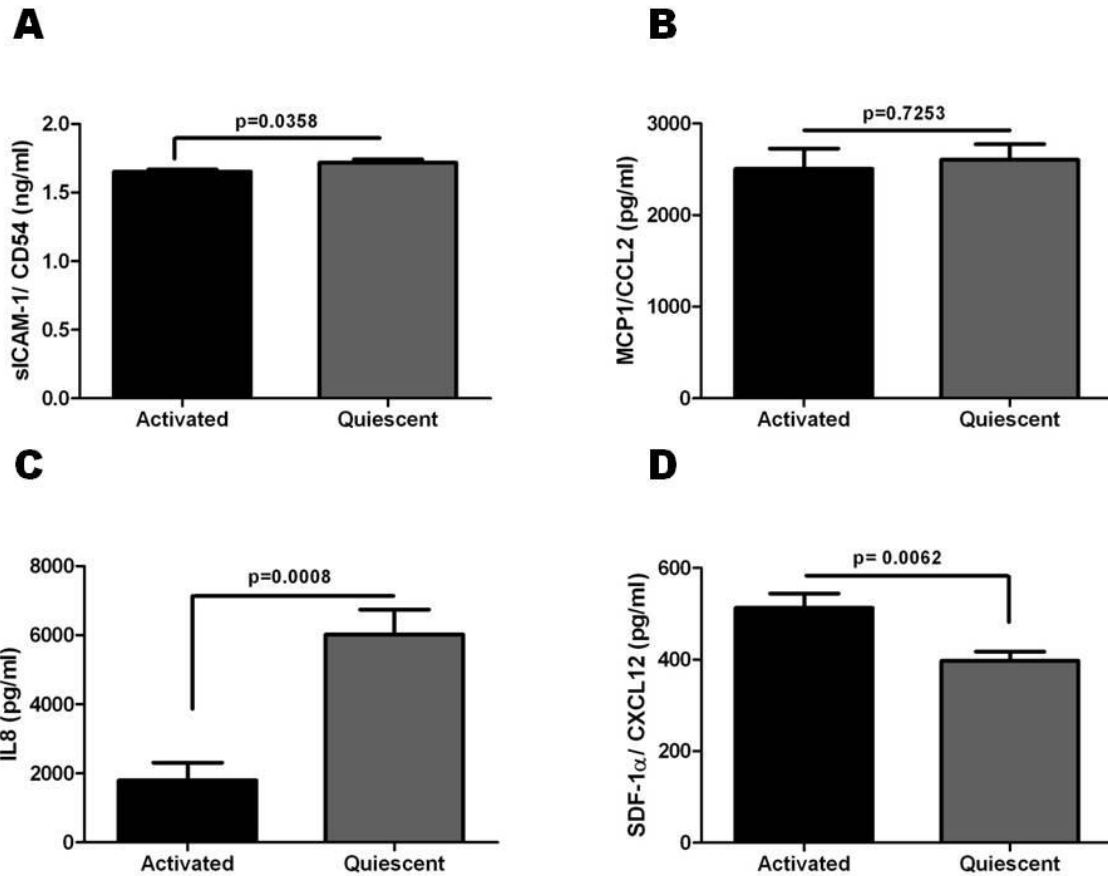 A
sICAM-1/ CD54 (ng/ml)
2.0
1.5
1.0
0.5
0.0
p=0.0358
Activated
Quiescent
B
MCP1/CCL2 (pg/ml)
3000
2000
1000
0
p=0.7253
Activated
Quiescent
C
IL8 (pg/ml)
8000
6000
4000
2000
0
p=0.0008
Activated
Quiescent
D
SDF-1α/ CXCL12 (pg/ml)
600
400
200
0
p= 0.0062
Activated
Quiescent